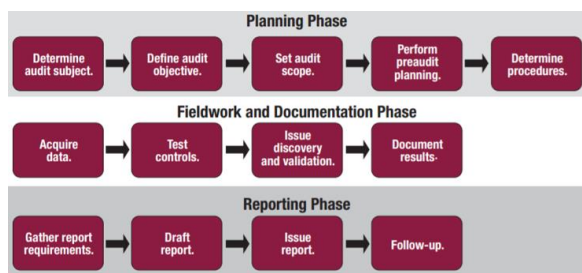 Planning Phase
Determine
audit subject.
Define audit
objective.
Set audit
scope.
Perform
preaudit
planning.
Determine
procedures.
Fieldwork and Documentation Phase
Acquire
data.
Test
controls.
Issue
discovery
and validation.
Document
results.
Reporting Phase
Gather report
requirements.
Draft
report.
Issue
report.
Follow-up.